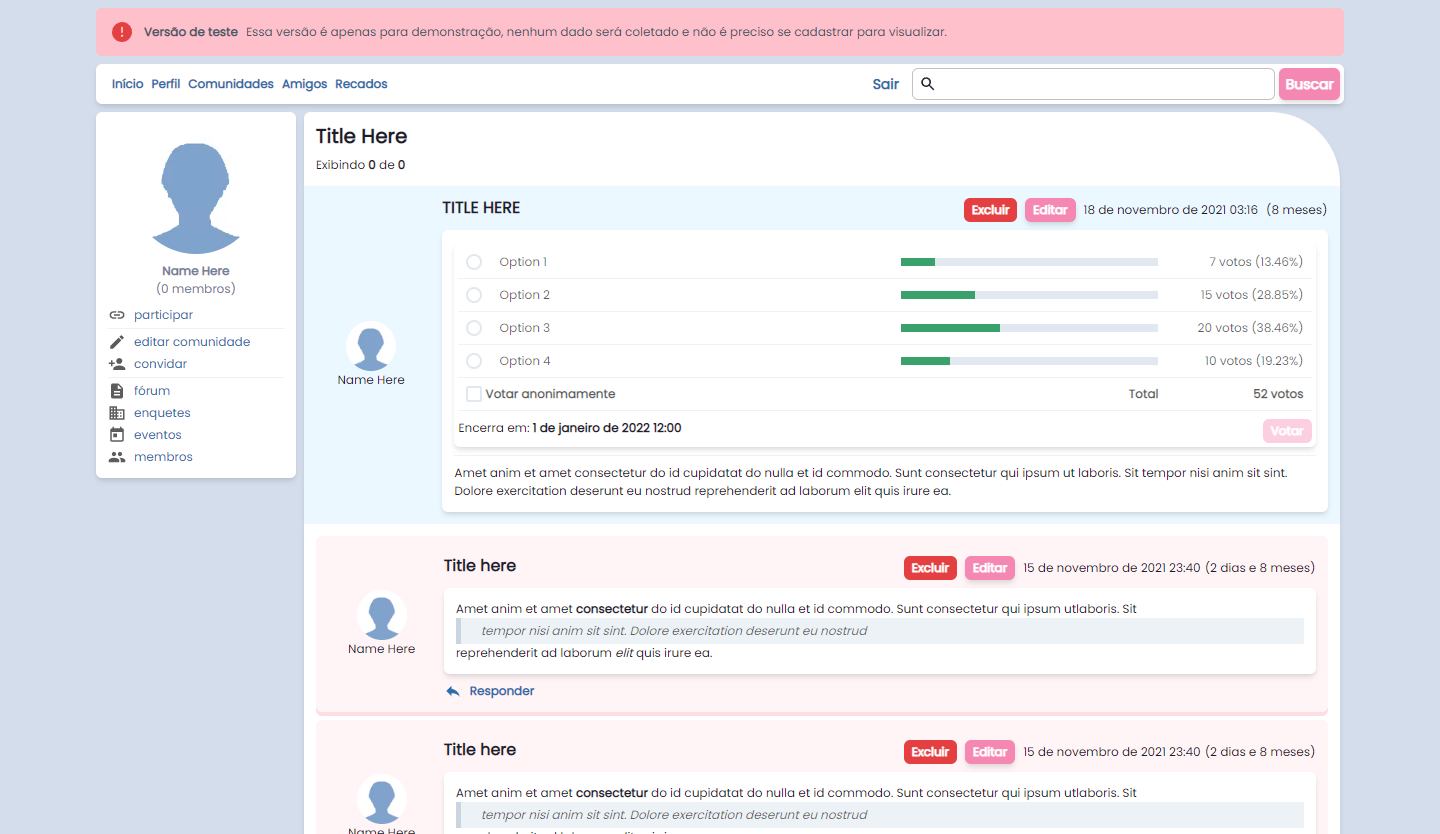 Versão de teste Essa versão é apenas para demonstração, nenhum dado será coletado e não é preciso se cadastrar para visualizar.
Início Perfil Comunidades Amigos Recados Sair Buscar
Name Here
(0 membros)
participar
editar comunidade
convidar
fórum
enquetes
eventos
membros
Title Here
Exibindo 0 de 0
TITLE HERE Excluir Editar 18 de novembro de 2021 03:16 (8 meses)
Name Here
Option 1 7 votos (13.46%)
Option 2 15 votos (28.85%)
Option 3 20 votos (38.46%)
Option 4 10 votos (19.23%)
Votar anonimamente Total 52 votos
Encerra em: 1 de janeiro de 2022 12:00 Votar
Amet anim et amet consectetur do id cupidatat do nulla et id commodo. Sunt consectetur qui ipsum ut laboris. Sit tempor nisi anim sit sint.
Dolore exercitation deserunt eu nostrud reprehenderit ad laborum elit quis irure ea.
Title here Excluir Editar 15 de novembro de 2021 23:40 (2 dias e 8 meses)
Name Here
Amet anim et amet consectetur do id cupidatat do nulla et id commodo. Sunt consectetur qui ipsum utlaboris. Sit
tempor nisi anim sit sint. Dolore exercitation deserunt eu nostrud
reprehenderit ad laborum elit quis irure ea.
Responder
Title here Excluir Editar 15 de novembro de 2021 23:40 (2 dias e 8 meses)
Name Here
Amet anim et amet consectetur do id cupidatat do nulla et id commodo. Sunt consectetur qui ipsum utlaboris. Sit
tempor nisi anim sit sint. Dolore exercitation deserunt eu nostrud